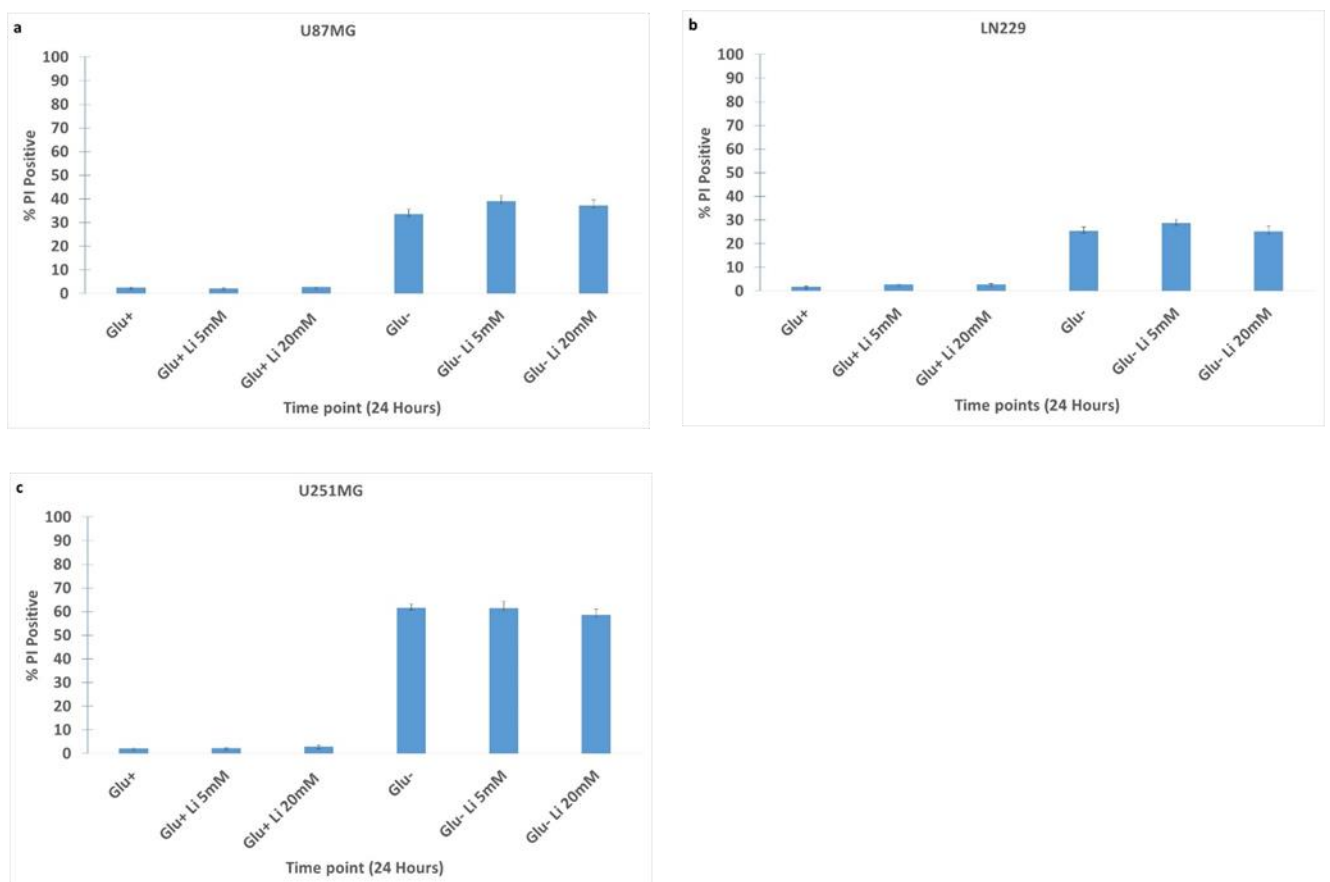 a
U87MG
100
90
80
70
60
50
40
30
20
10
0
% PI Positive
Glu+
Glu+ Li 5mM
Glu+ Li 20mM
Glu-
Glu- Li 5mM
Glu- Li 20mM
Time point (24 Hours)
b
LN229
100
90
80
70
60
50
40
30
20
10
0
% PI Positive
Glu+
Glu+ Li 5mM
Glu+ Li 20mM
Glu-
Glu- Li 5mM
Glu- Li 20mM
Time points (24 Hours)
c
U251MG
100
90
80
70
60
50
40
30
20
10
0
% PI Positive
Glu+
Glu+ Li 5mM
Glu+ Li 20mM
Glu-
Glu- Li 5mM
Glu- Li 20mM
Time point (24 Hours)